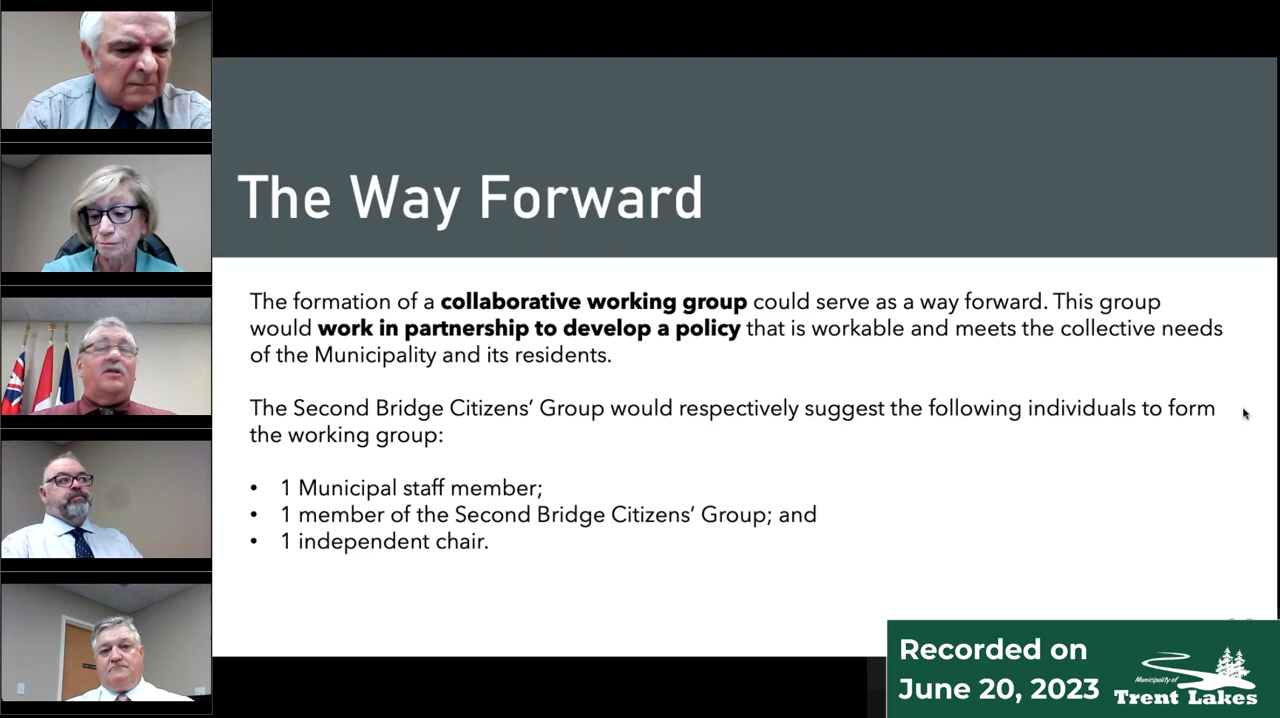 The Way Forward
The formation of a collaborative working group could serve as a way forward. This group
would work in partnership to develop a policy that is workable and meets the collective needs
of the Municipality and its residents.
The Second Bridge Citizens’ Group would respectively suggest the following individuals to form
the working group:
• 1 Municipal staff member;
• 1 member of the Second Bridge Citizens’ Group; and
• 1 independent chair.
Recorded on
June 20, 2023
Municipality of
Trent Lakes